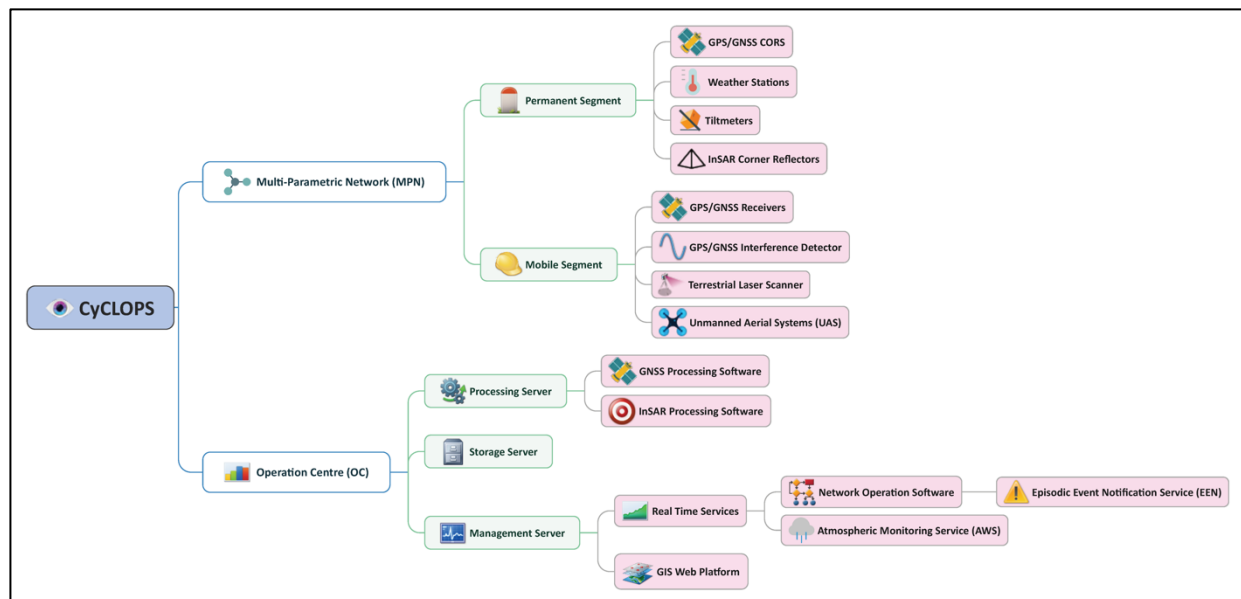 GPS/GNSS CORS
Weather Stations
Permanent Segment
Tiltmeters
InSAR Corner Reflectors
Multi-Parametric Network (MPN)
GPS/GNSS Receivers
GPS/GNSS Interference Detector
Mobile Segment
Terrestrial Laser Scanner
Unmanned Aerial Systems (UAS)
CyCLOPS
GNSS Processing Software
Processing Server
InSAR Processing Software
Storage Server
Operation Centre (OC)
Network Operation Software
Episodic Event Notification Service (EEN)
Real Time Services
Atmospheric Monitoring Service (AWS)
Management Server
GIS Web Platform